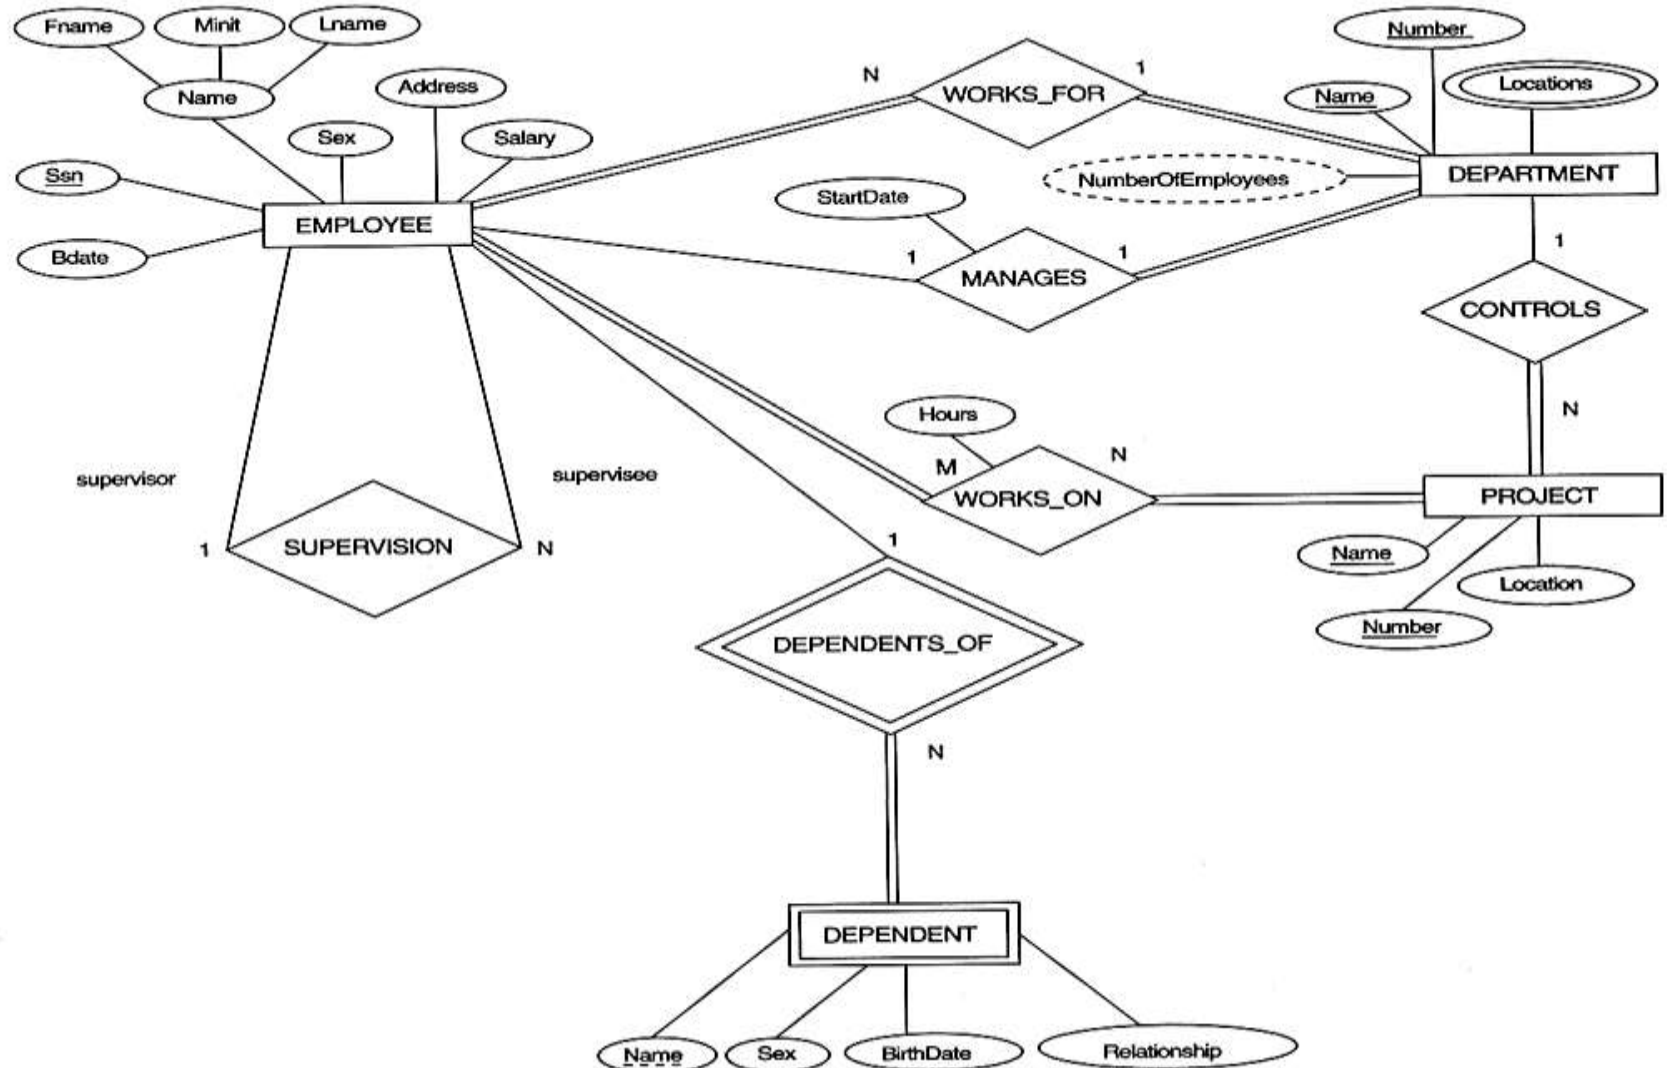 Fname
Minit
Lname
Number
Name
Address
N
WORKS_FOR
1
Name
Locations
Sex
Salary
Ssn
NumberOfEmployees
DEPARTMENT
StartDate
EMPLOYEE
Bdate
1
MANAGES
1
1
CONTROLS
Hours
N
supervisor
supervisee
M
N
WORKS_ON
PROJECT
1
SUPERVISION
N
1
Name
Location
Number
DEPENDENTS_OF
N
DEPENDENT
Name
Sex
BirthDate
Relationship